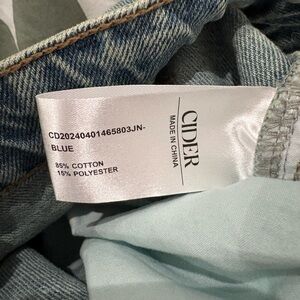 CD20240401465803JN-
BLUE
85% COTTON
15% POLYESTER
CIDER
MADE IN CHINA